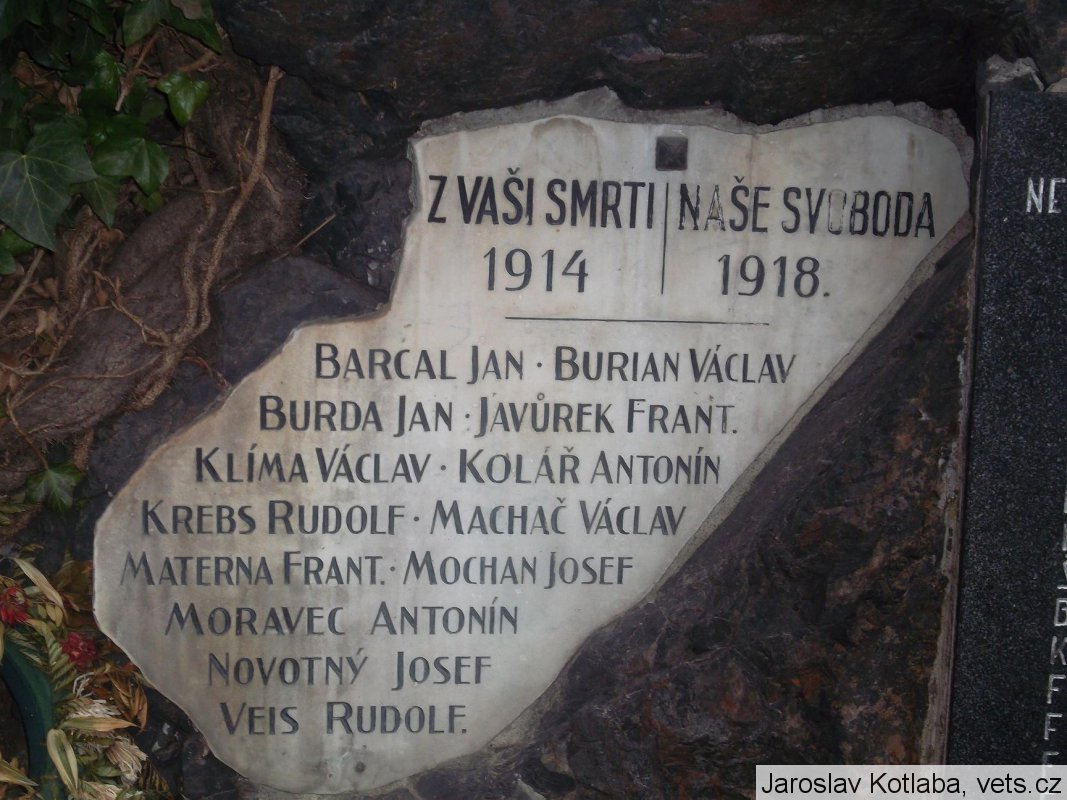 Z VAŠI SMRTI NAŠE SVOBODA
1914 1918.
BARCAL JAN · BURIAN VÁCLAV
BURDA JAN · JAVŮREK FRANT.
KLÍMA VÁCLAV · KOLÁŘ ANTONÍN
KREBS RUDOLF · MACHAČ VÁCLAV
MATERNA FRANT. · MOCHAN JOSEF
MORAVEC ANTONÍN
NOVOTNÝ JOSEF
VEIS RUDOLF.
Jaroslav Kotlaba, vets.cz